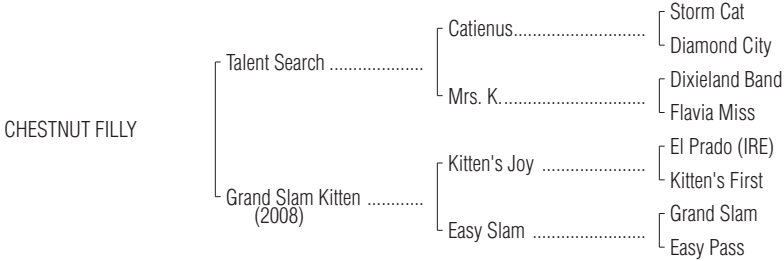 Storm Cat
Catienus..............................
Diamond City
Talent Search .....................
Dixieland Band
Mrs. K.................................
Flavia Miss
CHESTNUT FILLY
El Prado (IRE)
Kitten's Joy ........................
Kitten's First
Grand Slam Kitten ............
(2008)
Grand Slam
Easy Slam ..........................
Easy Pass